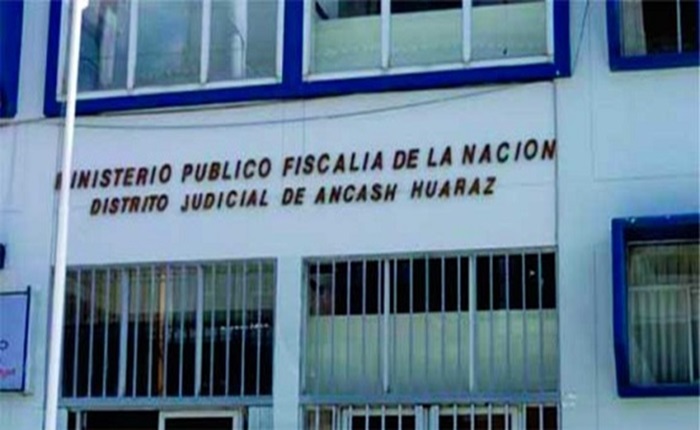 MINISTERIO PUBLICO FISCALIA DE LA NACION
DISTRITO JUDICIAL DE ANCASH HUARAZ